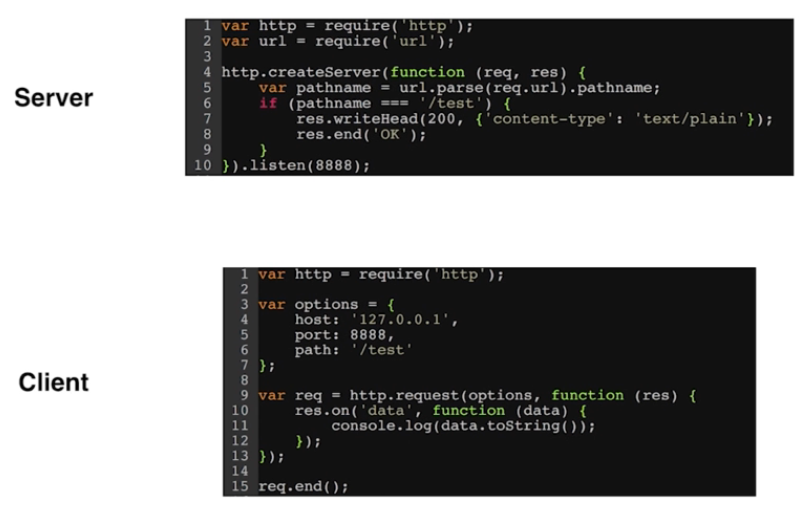 Server
1 var http = require('http');
2 var url = require('url');
3
4 http.createServer(function (req, res) {
5     var pathname = url.parse(req.url).pathname;
6     if (pathname === '/test') {
7         res.writeHead(200, {'content-type': 'text/plain'});
8         res.end('OK');
9     }
10 }).listen(8888);
Client
1 var http = require('http');
2
3 var options = {
4     host: '127.0.0.1',
5     port: 8888,
6     path: '/test'
7 };
8
9 var req = http.request(options, function (res) {
10     res.on('data', function (data) {
11         console.log(data.toString());
12     });
13 });
14
15 req.end();